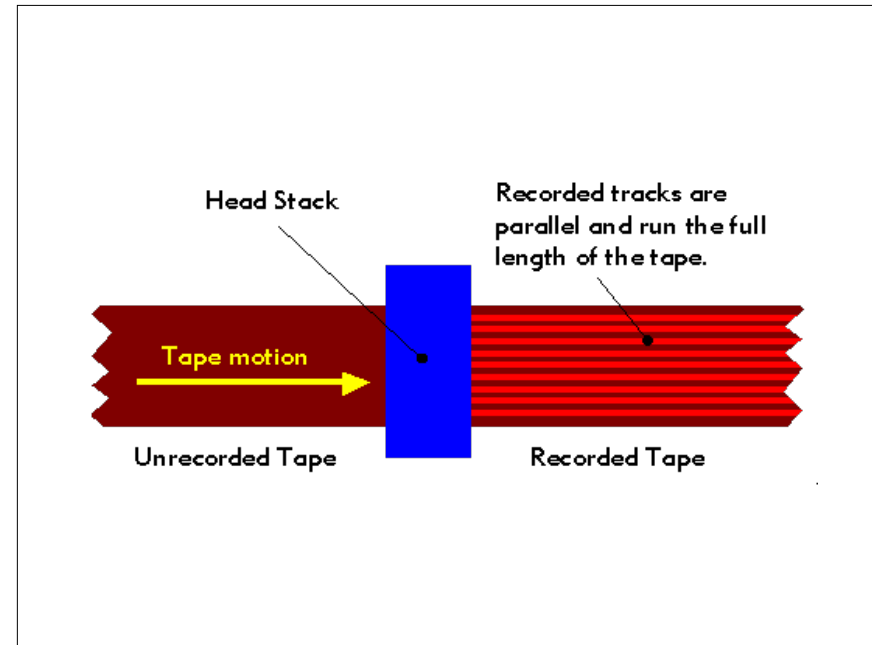 Head Stack
Recorded tracks are
parallel and run the full
length of the tape.
Tape motion
Unrecorded Tape
Recorded Tape